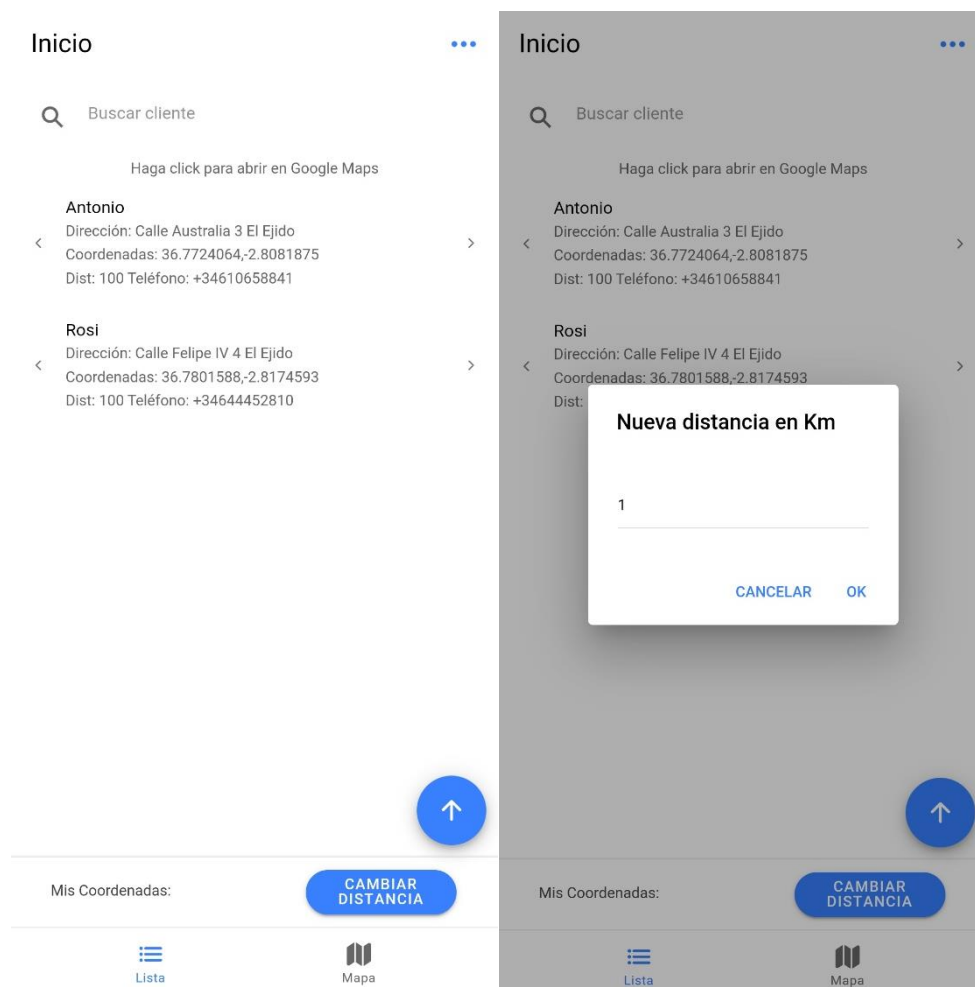 Inicio
Buscar cliente
Haga click para abrir en Google Maps
Antonio
Dirección: Calle Australia 3 El Ejido
Coordenadas: 36.7724064,-2.8081875
Dist: 100 Teléfono: +34610658841
Rosi
Dirección: Calle Felipe IV 4 El Ejido
Coordenadas: 36.7801588,-2.8174593
Dist: 100 Teléfono: +34644452810
Mis Coordenadas:
CAMBIAR
DISTANCIA
Lista
Mapa
Inicio
Buscar cliente
Haga click para abrir en Google Maps
Antonio
Dirección: Calle Australia 3 El Ejido
Coordenadas: 36.7724064,-2.8081875
Dist: 100 Teléfono: +34610658841
Rosi
Dirección: Calle Felipe IV 4 El Ejido
Coordenadas: 36.7801588,-2.8174593
Dist:
Nueva distancia en Km
1
CANCELAR OK
Mis Coordenadas:
CAMBIAR
DISTANCIA
Lista
Mapa